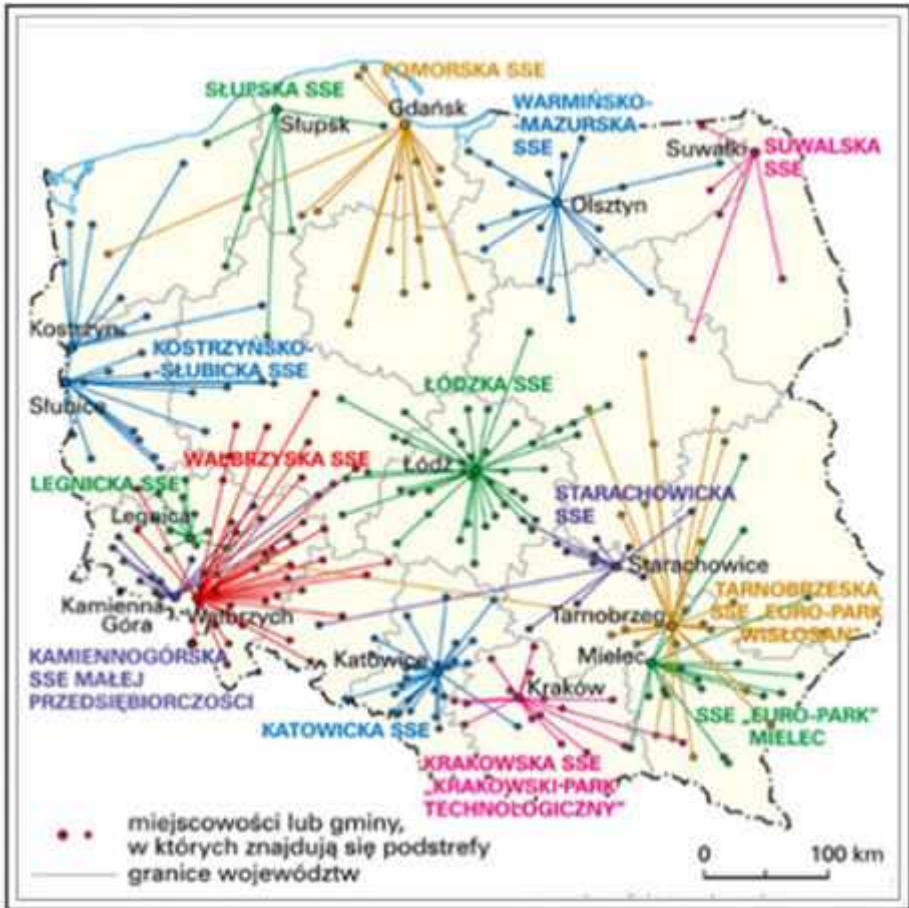 POMORSKA SSE
SŁUPSKA SSE
Gdańsk
WARMIŃSKO-
-MAZURSKA
SSE
Słupsk
Suwałki
SUWALSKA
SSE
Olsztyn
Kostrzyn
KOSTRZYŃSKO-
-SŁUBICKA SSE
Słubice
ŁÓDZKA SSE
WAŁBRZYSKA SSE
Łódź
LEGNICKA SSE
Legnica
STARACHOWICKA
SSE
Starachowice
Kamienna
Góra
Wałbrzych
TARNOBRZESKA
SSE „EURO-PARK
WISŁOSAN”
Tarnobrzeg
Mielec
KAMIENNOGÓRSKA
SSE MAŁEJ
PRZEDSIĘBIORCZOŚCI
Katowice
Kraków
KATOWICKA SSE
SSE „EURO-PARK”
MIELEC
KRAKOWSKA SSE
„KRAKOWSKI-PARK
TECHNOLOGICZNY”
miejscowości lub gminy,
w których znajdują się podstrefy
granice województw
0 100 km